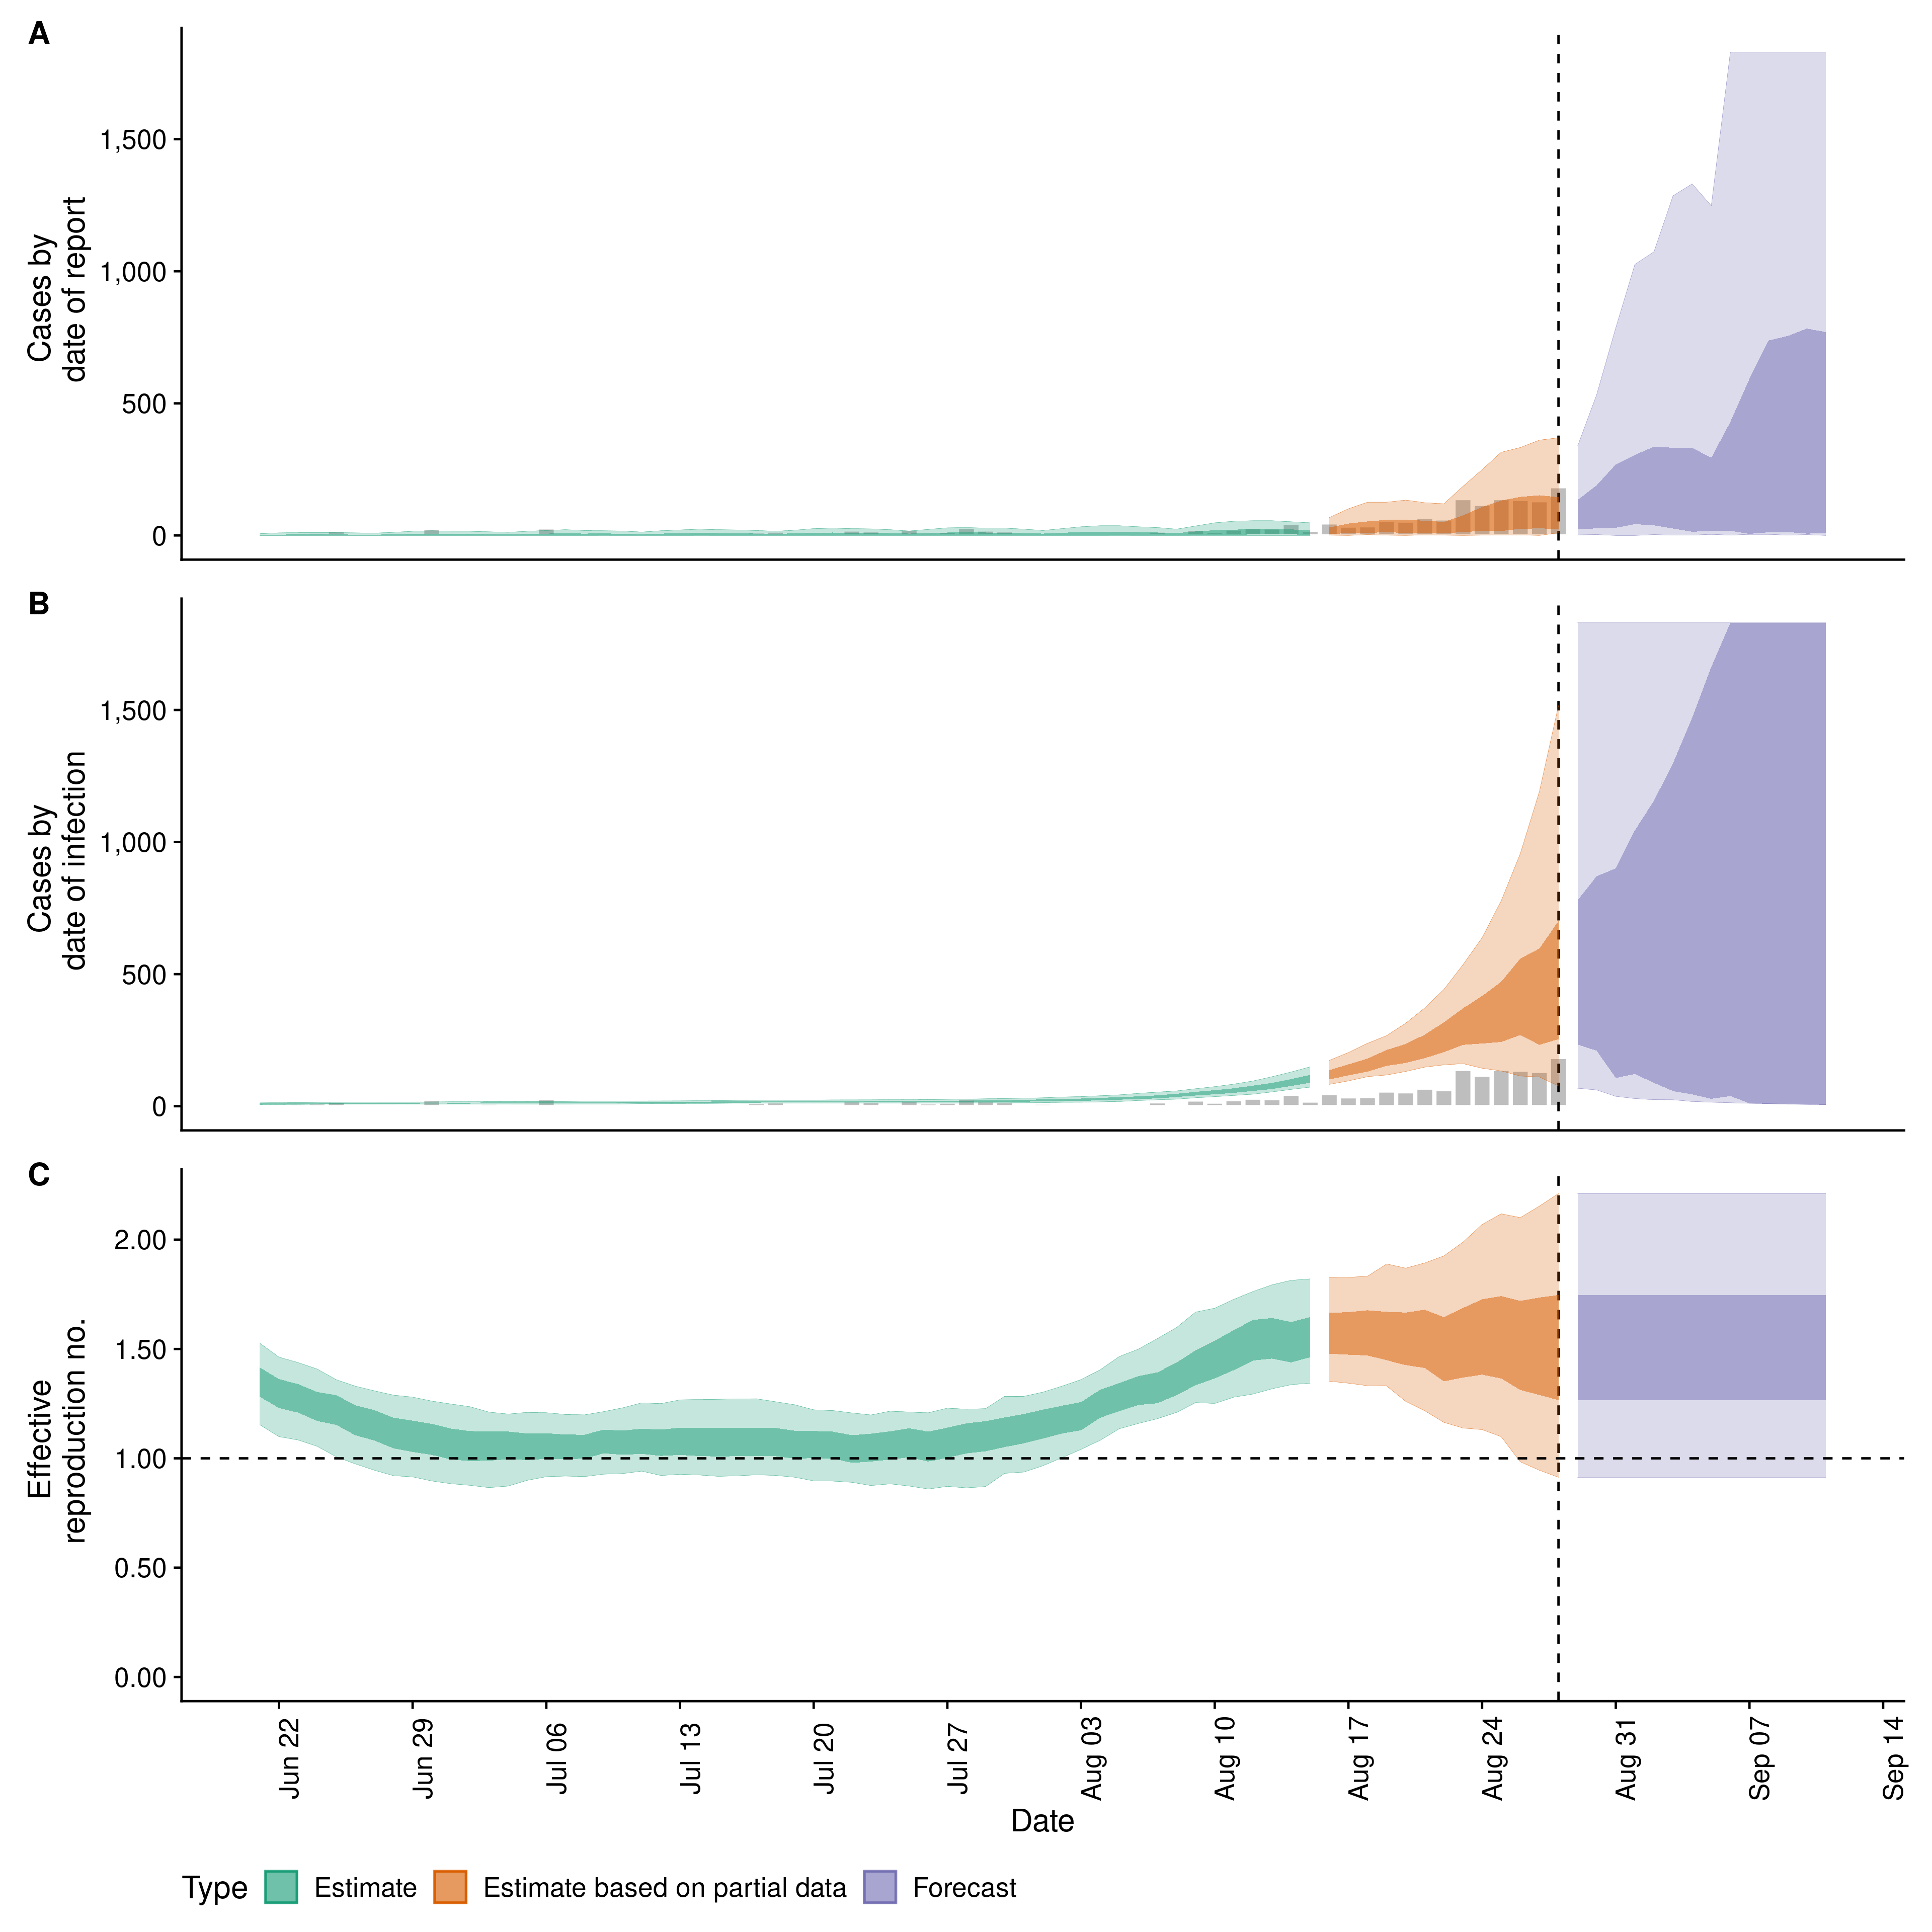 A
Cases by
date of report
1,500
1,000
500
0
B
Cases by
date of infection
1,500
1,000
500
0
C
Effective
reproduction no.
2.00
1.50
1.00
0.50
0.00
Jun 22
Jun 29
Jul 06
Jul 13
Jul 20
Jul 27
Aug 03
Aug 10
Aug 17
Aug 24
Aug 31
Sep 07
Sep 14
Date
Type Estimate Estimate based on partial data Forecast